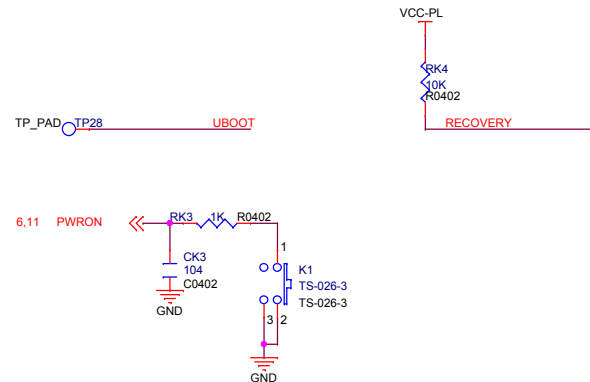 VCC-PL
RK4
10K
R0402
TP_PAD TP28 UBOOT
RECOVERY
6,11 PWRON
RK3 1K R0402
1
CK3
104
C0402
GND
K1
TS-026-3
TS-026-3
3 2
GND